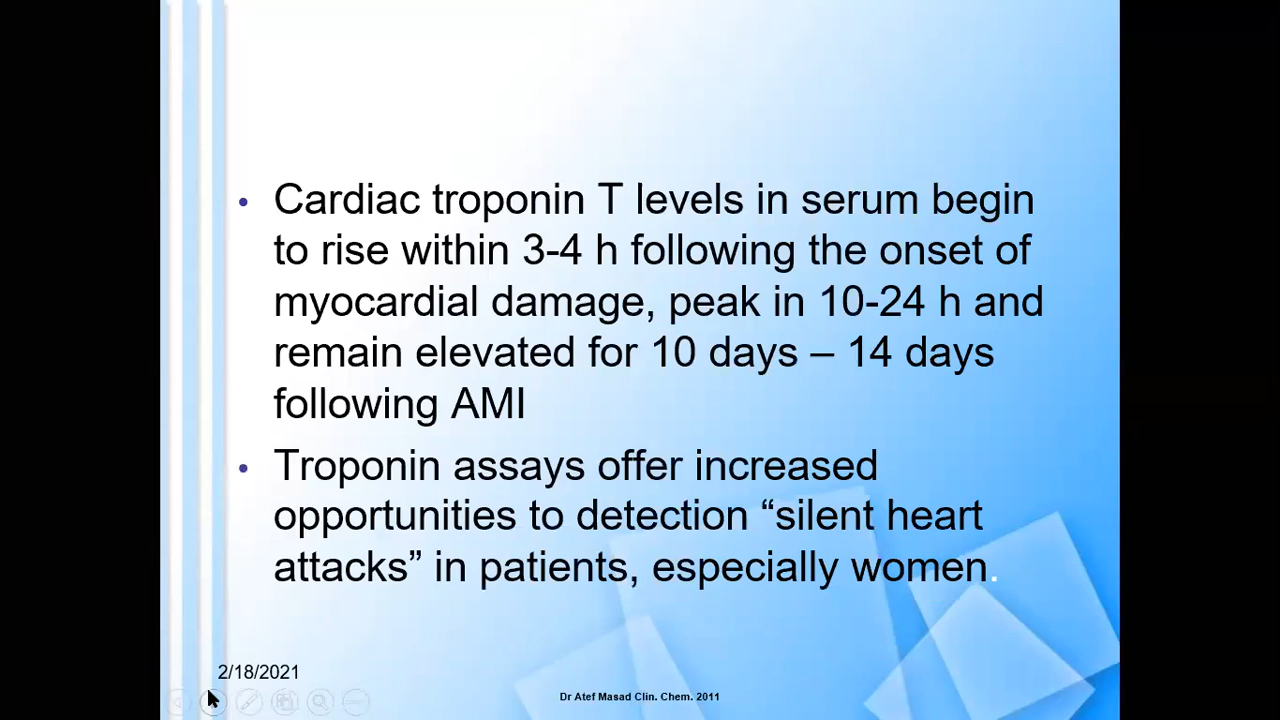 • Cardiac troponin T levels in serum begin
to rise within 3-4 h following the onset of
myocardial damage, peak in 10-24 h and
remain elevated for 10 days – 14 days
following AMI
• Troponin assays offer increased
opportunities to detection “silent heart
attacks” in patients, especially women.
2/18/2021
Dr Atef Masad Clin. Chem. 2011